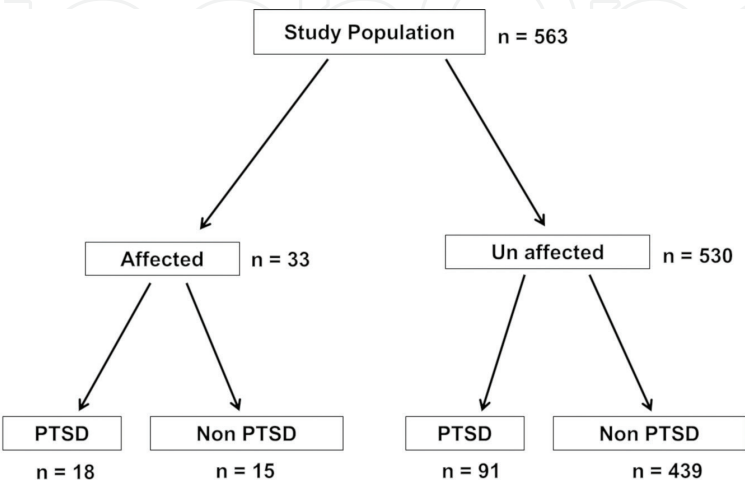 Study Population
n = 563
Affected
n = 33
Un affected
n = 530
PTSD
Non PTSD
PTSD
Non PTSD
n = 18
n = 15
n = 91
n = 439